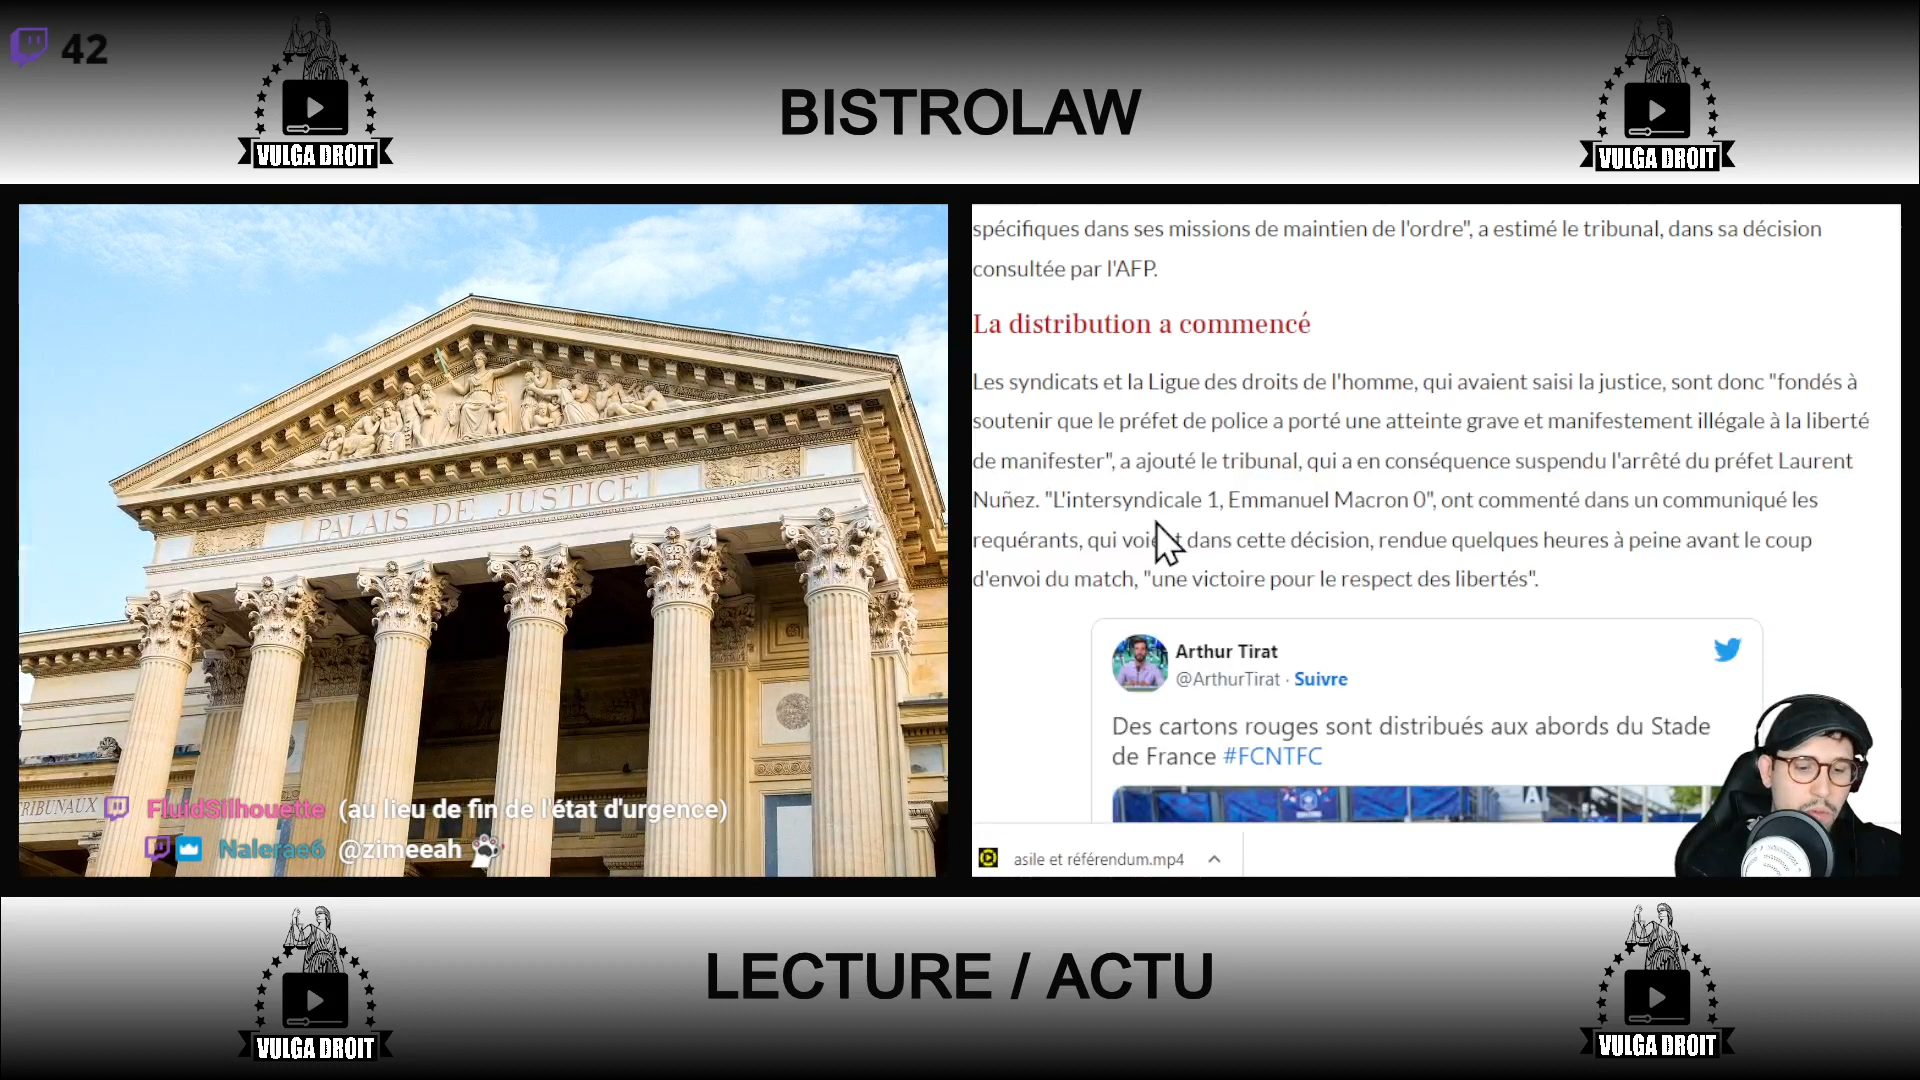 42
BISTROLAW
VULGA DROIT
VULGA DROIT
PALAIS DE JUSTICE
TRIBUNAUX
FluidSilhouette (au lieu de fin de l'état d'urgence)
Nalerae6 @zimeeah
spécifiques dans ses missions de maintien de l'ordre", a estimé le tribunal, dans sa décision
consultée par l'AFP.
La distribution a commencé
Les syndicats et la Ligue des droits de l'homme, qui avaient saisi la justice, sont donc "fondés à
soutenir que le préfet de police a porté une atteinte grave et manifestement illégale à la liberté
de manifester", a ajouté le tribunal, qui a en conséquence suspendu l'arrêté du préfet Laurent
Nuñez. "L'intersyndicale 1, Emmanuel Macron 0", ont commenté dans un communiqué les
requérants, qui voient dans cette décision, rendue quelques heures à peine avant le coup
d'envoi du match, "une victoire pour le respect des libertés".
Arthur Tirat
@ArthurTirat · Suivre
Des cartons rouges sont distribués aux abords du Stade
de France #FCNTFC
asile et référendum.mp4
LECTURE / ACTU
VULGA DROIT
VULGA DROIT